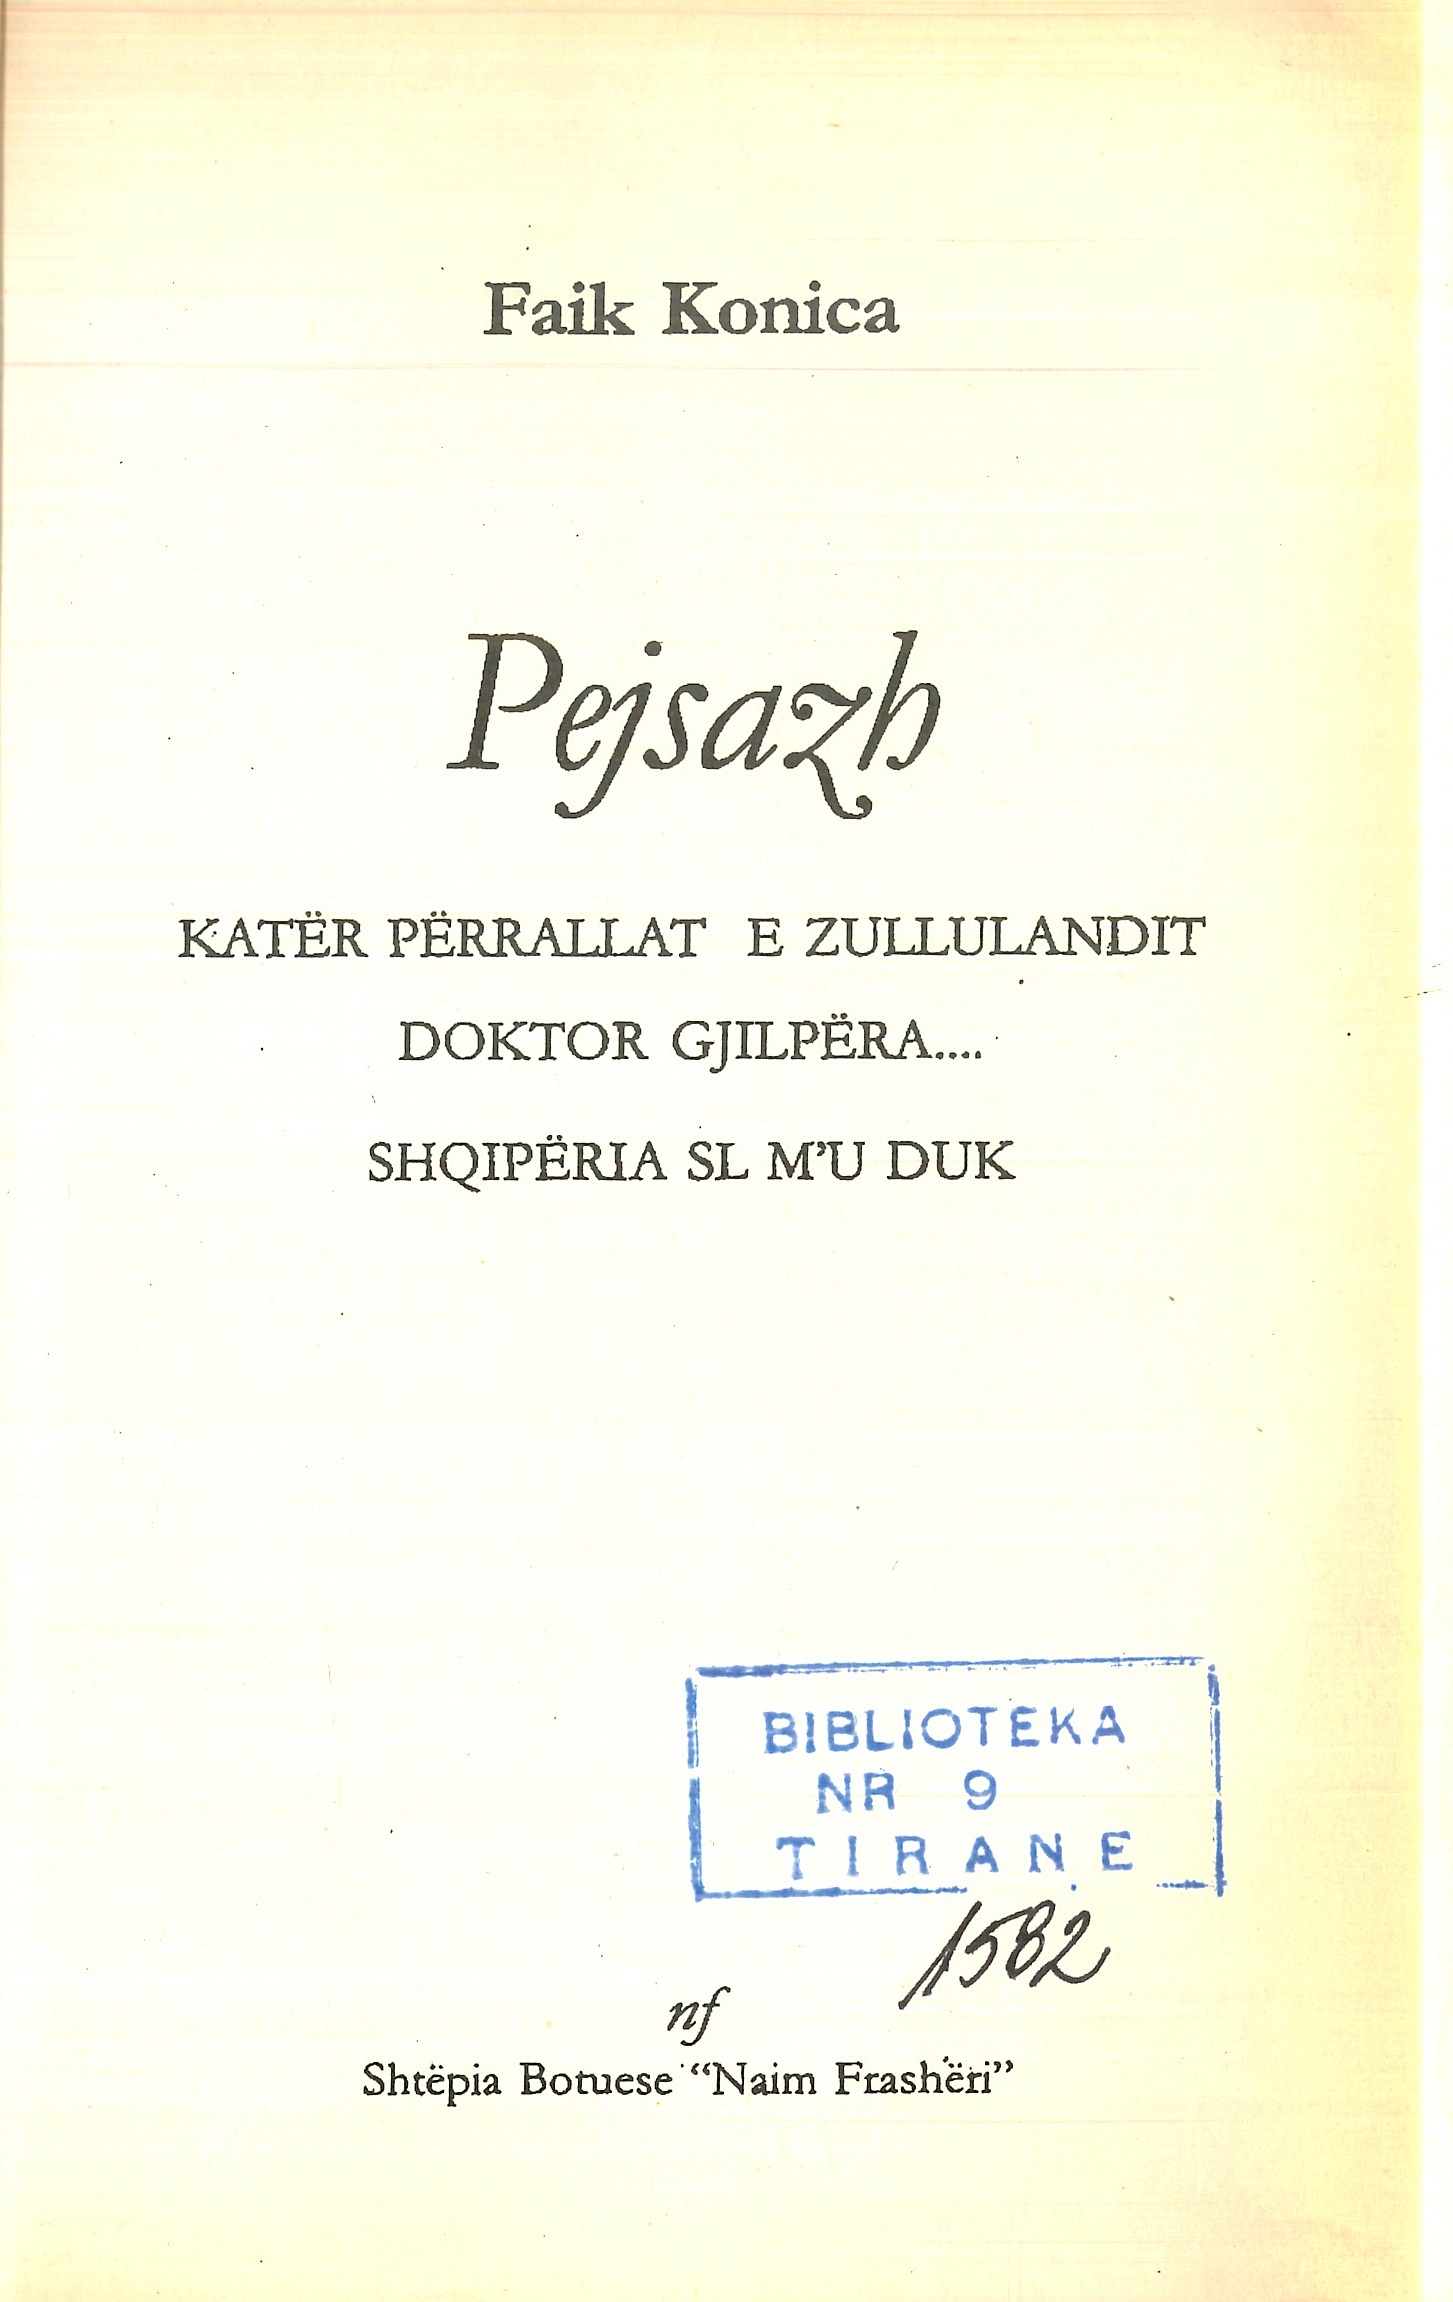 Faik Konica
Pejsazh
KATËR PËRRALLAT E ZULLULANDIT
DOKTOR GJILPËRA....
SHQIPËRIA SL M'U DUK
BIBLIOTEKA
NR 9
TIRANE
1582
nf
Shtëpia Botuese “Naim Frashëri”